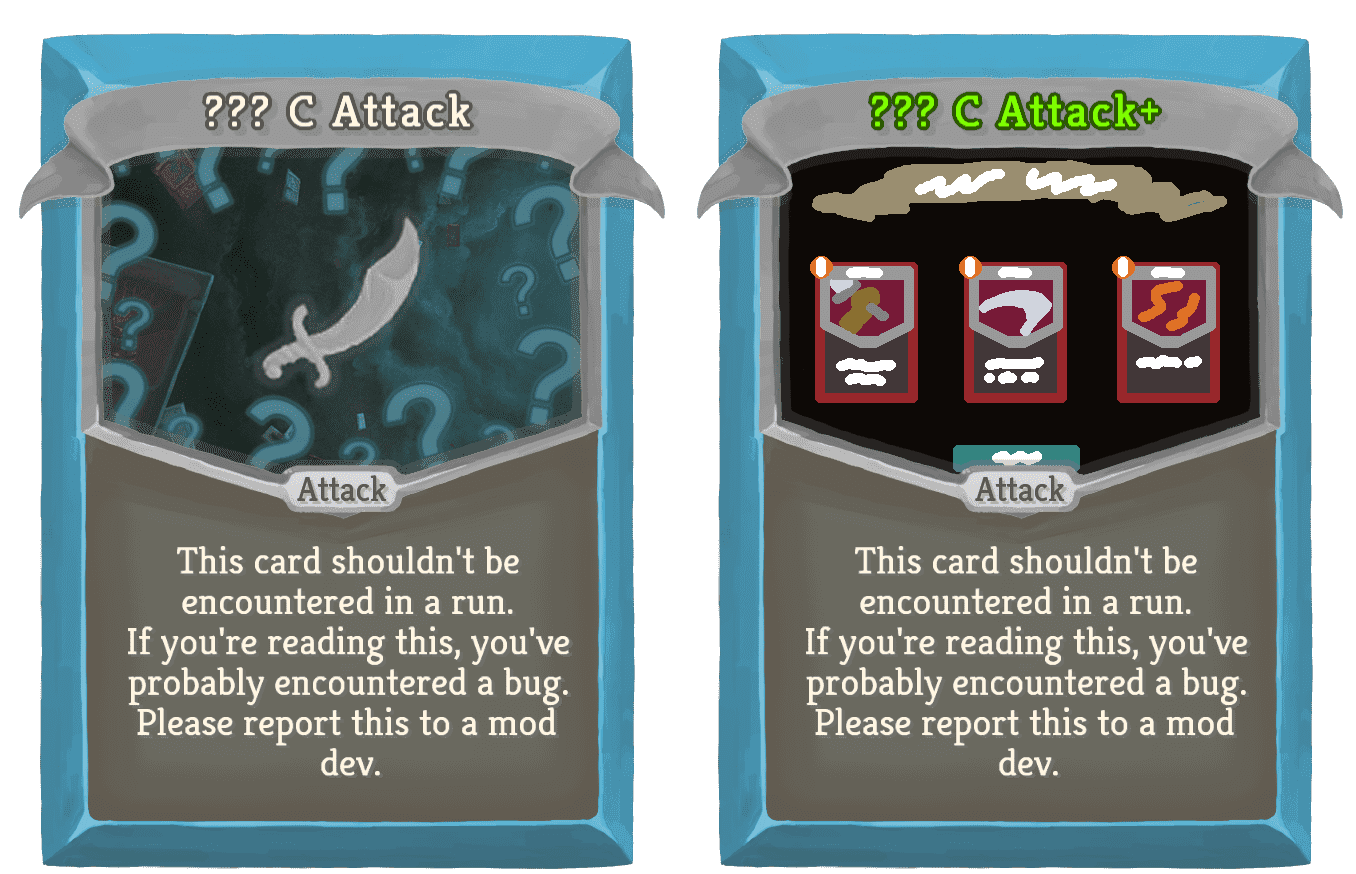 ??? C Attack
Attack
This card shouldn't be
encountered in a run.
If you're reading this, you've
probably encountered a bug.
Please report this to a mod
dev.
??? C Attack+
Attack
This card shouldn't be
encountered in a run.
If you're reading this, you've
probably encountered a bug.
Please report this to a mod
dev.